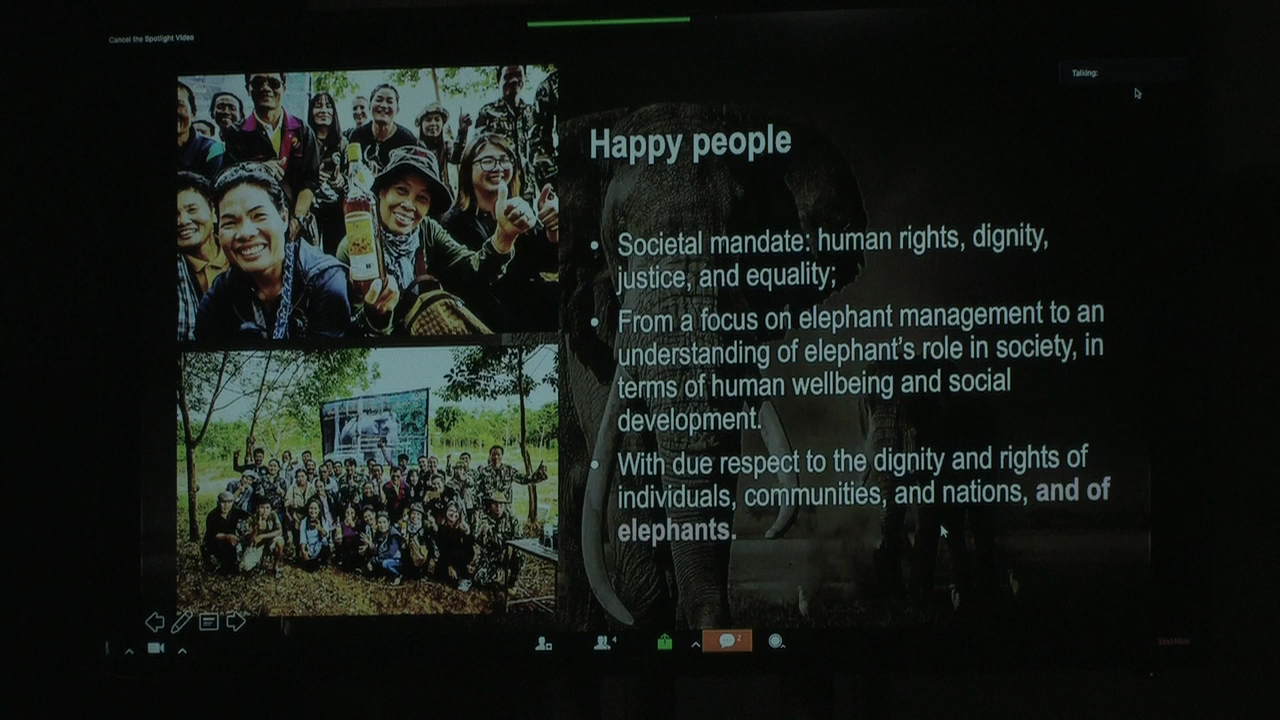 Cancel the Spotlight Video
Talking:
Happy people
• Societal mandate: human rights, dignity,
justice, and equality;
• From a focus on elephant management to an
understanding of elephant's role in society, in
terms of human wellbeing and social
development.
• With due respect to the dignity and rights of
individuals, communities, and nations, and of
elephants.
4
2